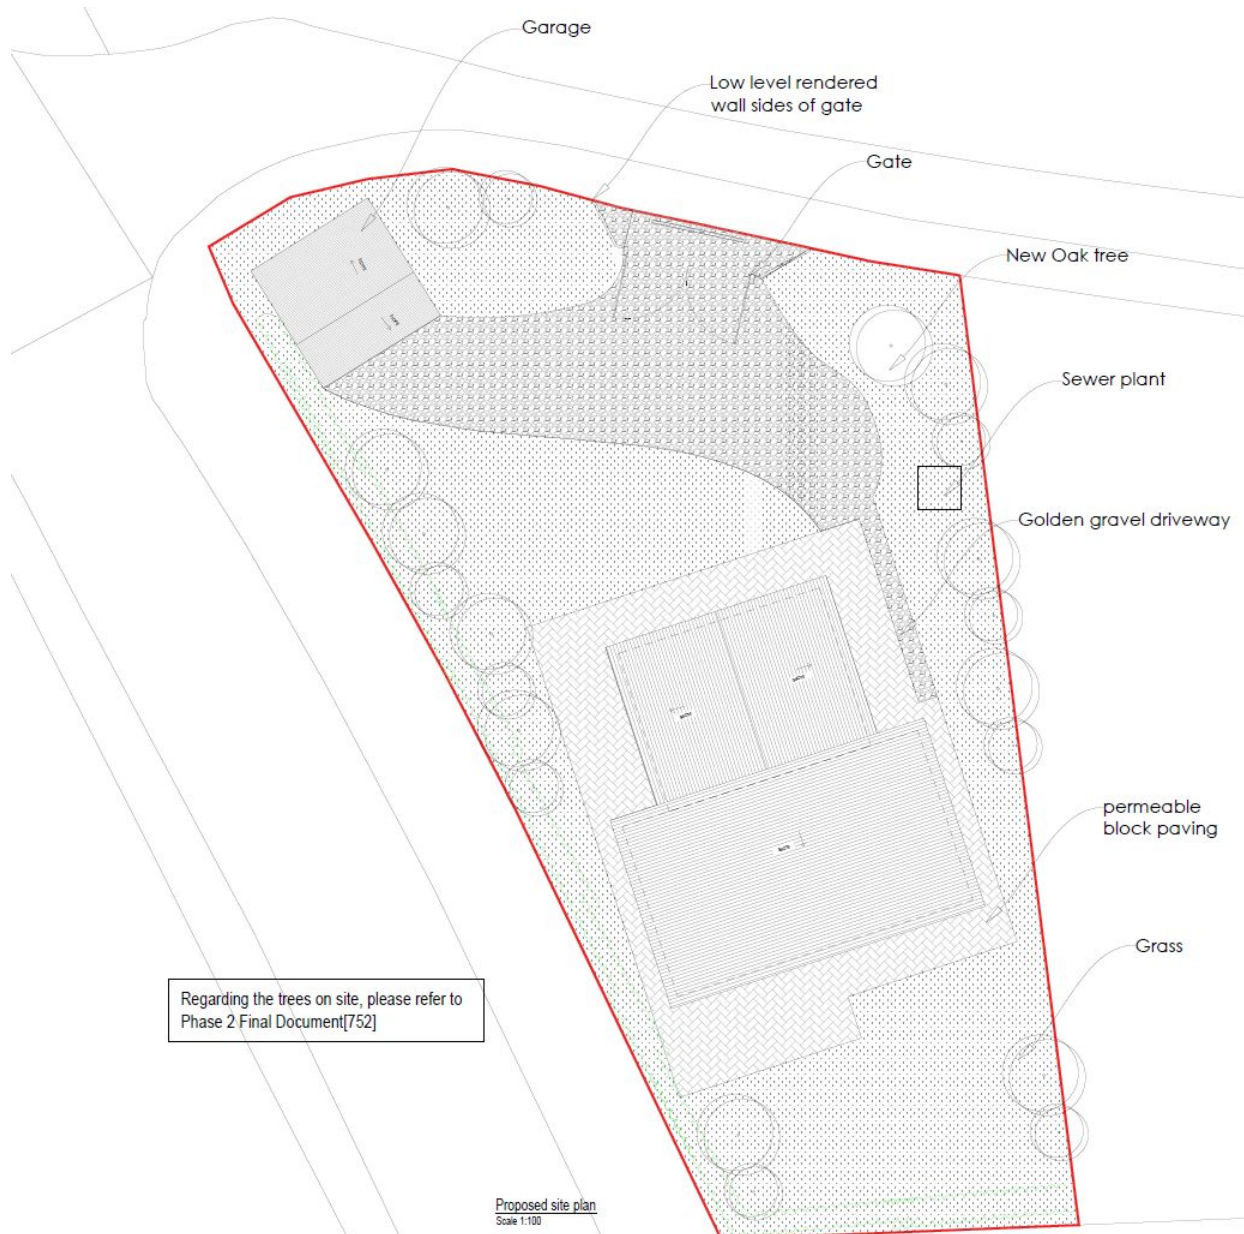 Garage
Low level rendered
wall sides of gate
Gate
New Oak tree
Sewer plant
Golden gravel driveway
permeable
block paving
Grass
Regarding the trees on site, please refer to
Phase 2 Final Document[752]
Proposed site plan
Scale 1:100